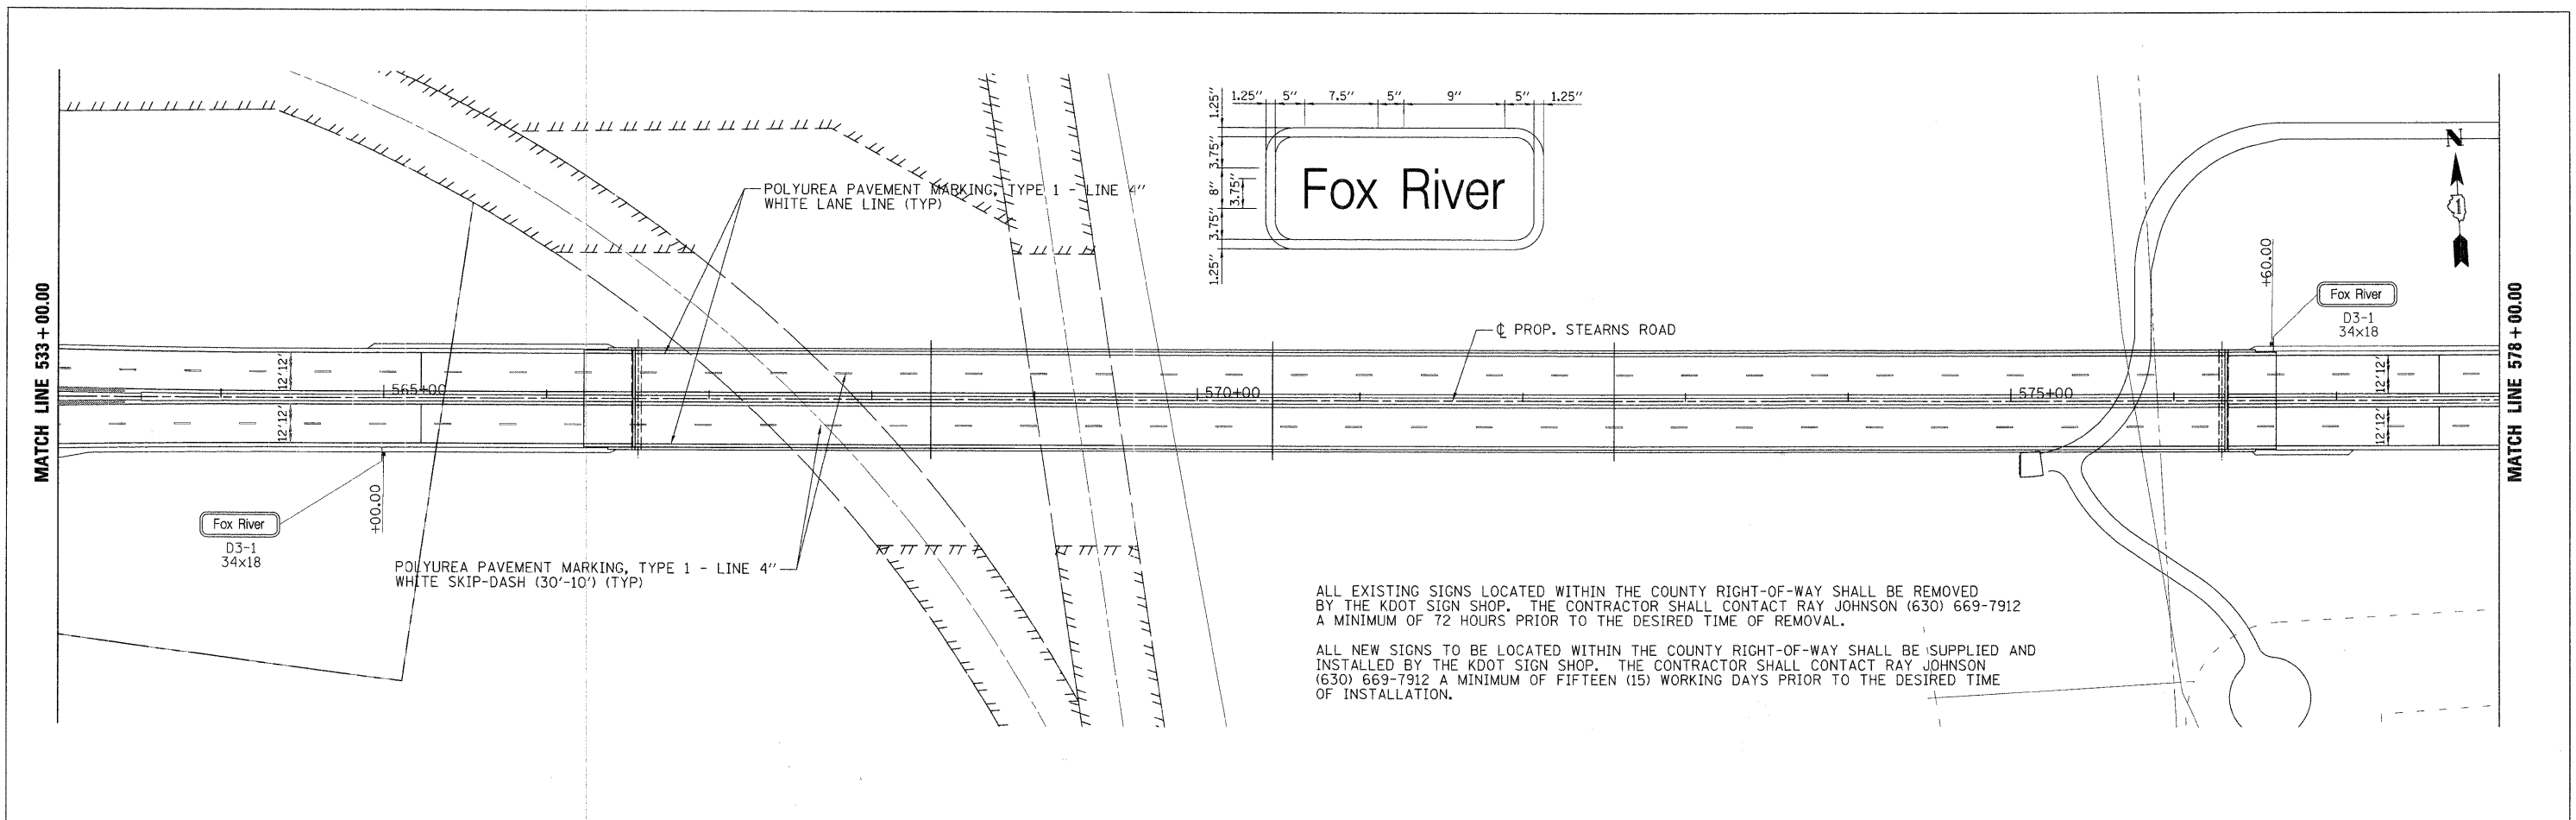 1.25" 5" 7.5" 5" 9" 5" 1.25"
1.25"
3.75"
8"
3.75"
3.75"
1.25"
Fox River
N
1
POLYUREA PAVEMENT MARKING, TYPE 1 - LINE 4"
WHITE LANE LINE (TYP)
+60.00
Fox River
D3-1
34x18
MATCH LINE 533+00.00
MATCH LINE 578+00.00
℄ PROP. STEARNS ROAD
12'12'
12'12'
565+00
570+00
575+00
12'12'
12'12'
+00.00
Fox River
D3-1
34x18
POLYUREA PAVEMENT MARKING, TYPE 1 - LINE 4"
WHITE SKIP-DASH (30'-10') (TYP)
ALL EXISTING SIGNS LOCATED WITHIN THE COUNTY RIGHT-OF-WAY SHALL BE REMOVED
BY THE KDOT SIGN SHOP. THE CONTRACTOR SHALL CONTACT RAY JOHNSON (630) 669-7912
A MINIMUM OF 72 HOURS PRIOR TO THE DESIRED TIME OF REMOVAL.
ALL NEW SIGNS TO BE LOCATED WITHIN THE COUNTY RIGHT-OF-WAY SHALL BE SUPPLIED AND
INSTALLED BY THE KDOT SIGN SHOP. THE CONTRACTOR SHALL CONTACT RAY JOHNSON
(630) 669-7912 A MINIMUM OF FIFTEEN (15) WORKING DAYS PRIOR TO THE DESIRED TIME
OF INSTALLATION.